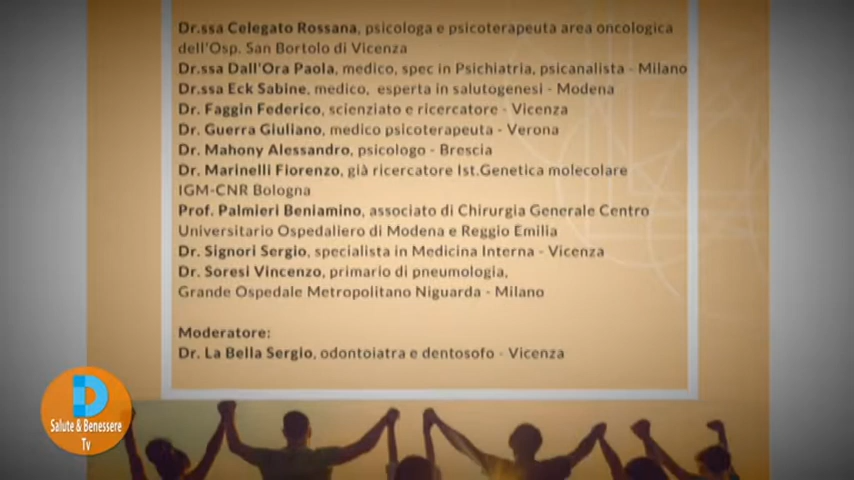 Dr.ssa Celegato Rossana, psicologa e psicoterapeuta area oncologica
dell'Osp. San Bortolo di Vicenza
Dr.ssa Dall'Ora Paola, medico, spec in Psichiatria, psicanalista - Milano
Dr.ssa Eck Sabine, medico, esperta in salutogenesi - Modena
Dr. Faggin Federico, scienziato e ricercatore - Vicenza
Dr. Guerra Giuliano, medico psicoterapeuta - Verona
Dr. Mahony Alessandro, psicologo - Brescia
Dr. Marinelli Fiorenzo, già ricercatore Ist.Genetica molecolare
IGM-CNR Bologna
Prof. Palmieri Beniamino, associato di Chirurgia Generale Centro
Universitario Ospedaliero di Modena e Reggio Emilia
Dr. Signori Sergio, specialista in Medicina Interna - Vicenza
Dr. Soresi Vincenzo, primario di pneumologia,
Grande Ospedale Metropolitano Niguarda - Milano
Moderatore:
Dr. La Bella Sergio, odontoiatra e dentosofo - Vicenza
D
Salute & Benessere
Tv